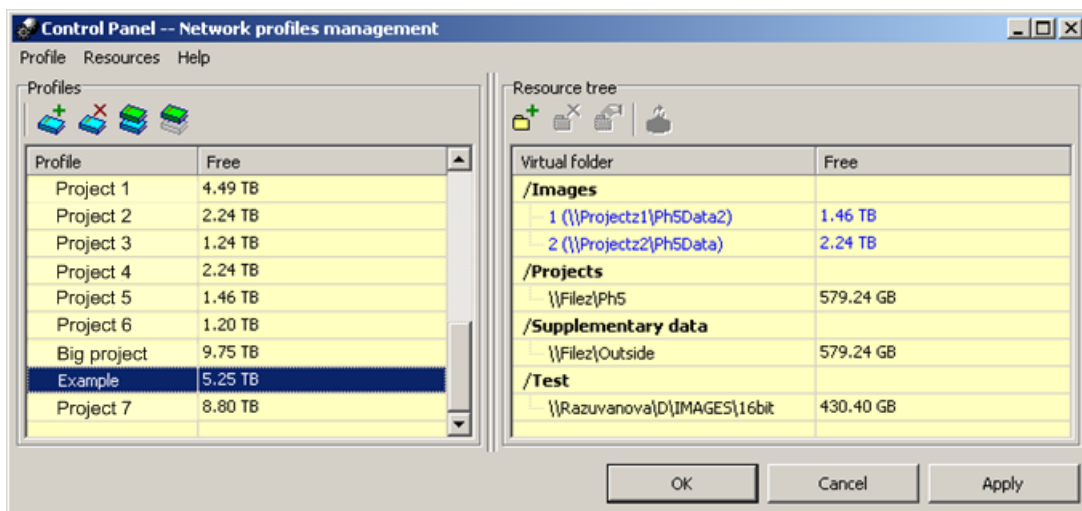 Control Panel -- Network profiles management
Profile Resources Help
Profiles
Profile Free
Project 1 4.49 TB
Project 2 2.24 TB
Project 3 1.24 TB
Project 4 2.24 TB
Project 5 1.46 TB
Project 6 1.20 TB
Big project 9.75 TB
Example 5.25 TB
Project 7 8.80 TB
Resource tree
Virtual folder Free
/Images
1 (\\Projectz1\Ph5Data2) 1.46 TB
2 (\\Projectz2\Ph5Data) 2.24 TB
/Projects
\\Filez\Ph5 579.24 GB
/Supplementary data
\\Filez\Outside 579.24 GB
/Test
\\Razuvanova\D\IMAGES\16bit 430.40 GB
OK Cancel Apply